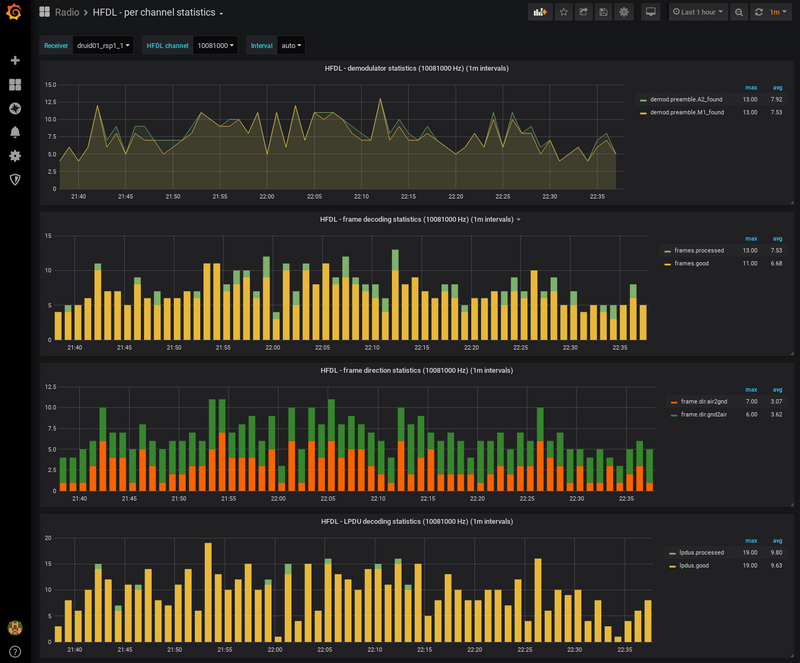 Radio > HFDL - per channel statistics
Last 1 hour
1m
Receiver druid01_rsp1_1 HFDL channel 10081000 Interval auto
HFDL - demodulator statistics (10081000 Hz) (1m intervals)
15.0
12.5
10.0
7.5
5.0
2.5
0
21:40 21:45 21:50 21:55 22:00 22:05 22:10 22:15 22:20 22:25 22:30 22:35
max avg
demod.preamble.A2_found 13.00 7.92
demod.preamble.M1_found 13.00 7.53
HFDL - frame decoding statistics (10081000 Hz) (1m intervals)
15
10
5
0
21:40 21:45 21:50 21:55 22:00 22:05 22:10 22:15 22:20 22:25 22:30 22:35
max avg
frames.processed 13.00 7.53
frames.good 11.00 6.68
HFDL - frame direction statistics (10081000 Hz) (1m intervals)
12.5
10.0
7.5
5.0
2.5
0
21:40 21:45 21:50 21:55 22:00 22:05 22:10 22:15 22:20 22:25 22:30 22:35
max avg
frame.dir.air2gnd 7.00 3.07
frame.dir.gnd2air 6.00 3.62
HFDL - LPDU decoding statistics (10081000 Hz) (1m intervals)
20
15
10
5
0
21:40 21:45 21:50 21:55 22:00 22:05 22:10 22:15 22:20 22:25 22:30 22:35
max avg
lpdus.processed 19.00 9.80
lpdus.good 19.00 9.63